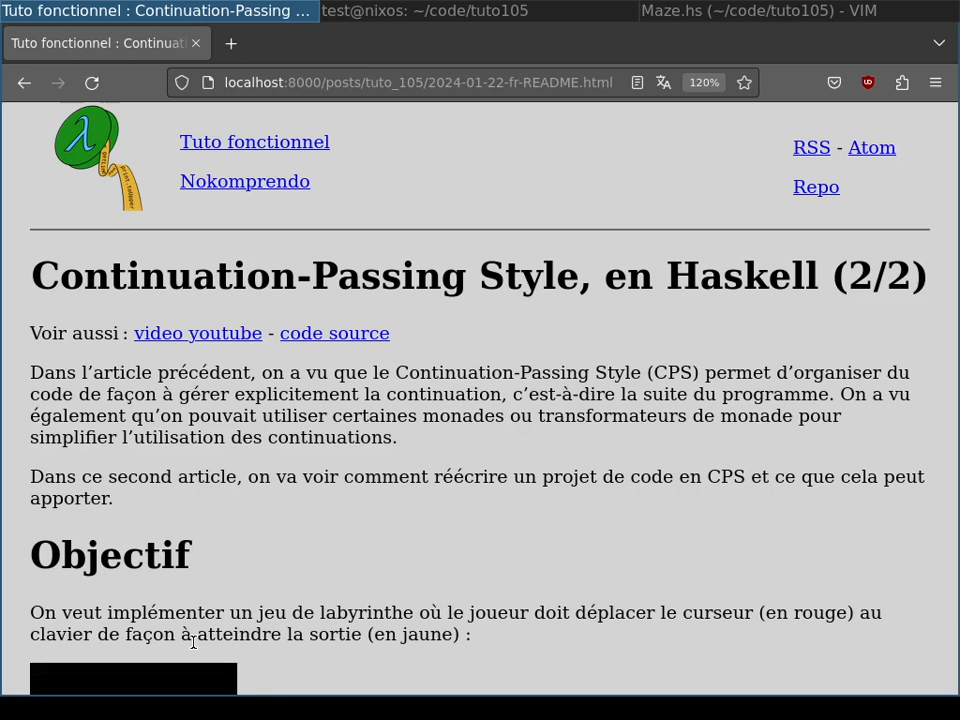 Tuto fonctionnel : Continuation-Passing ... test@nixos: ~/code/tuto105 Maze.hs (~/code/tuto105) - VIM
Tuto fonctionnel : Continuati
localhost:8000/posts/tuto_105/2024-01-22-fr-README.html 120%
Tuto fonctionnel
RSS - Atom
Nokomprendo
Repo
Continuation-Passing Style, en Haskell (2/2)
Voir aussi : video youtube - code source
Dans l’article précédent, on a vu que le Continuation-Passing Style (CPS) permet d’organiser du
code de façon à gérer explicitement la continuation, c’est-à-dire la suite du programme. On a vu
également qu’on pouvait utiliser certaines monades ou transformateurs de monade pour
simplifier l’utilisation des continuations.
Dans ce second article, on va voir comment réécrire un projet de code en CPS et ce que cela peut
apporter.
Objectif
On veut implémenter un jeu de labyrinthe où le joueur doit déplacer le curseur (en rouge) au
clavier de façon à atteindre la sortie (en jaune) :